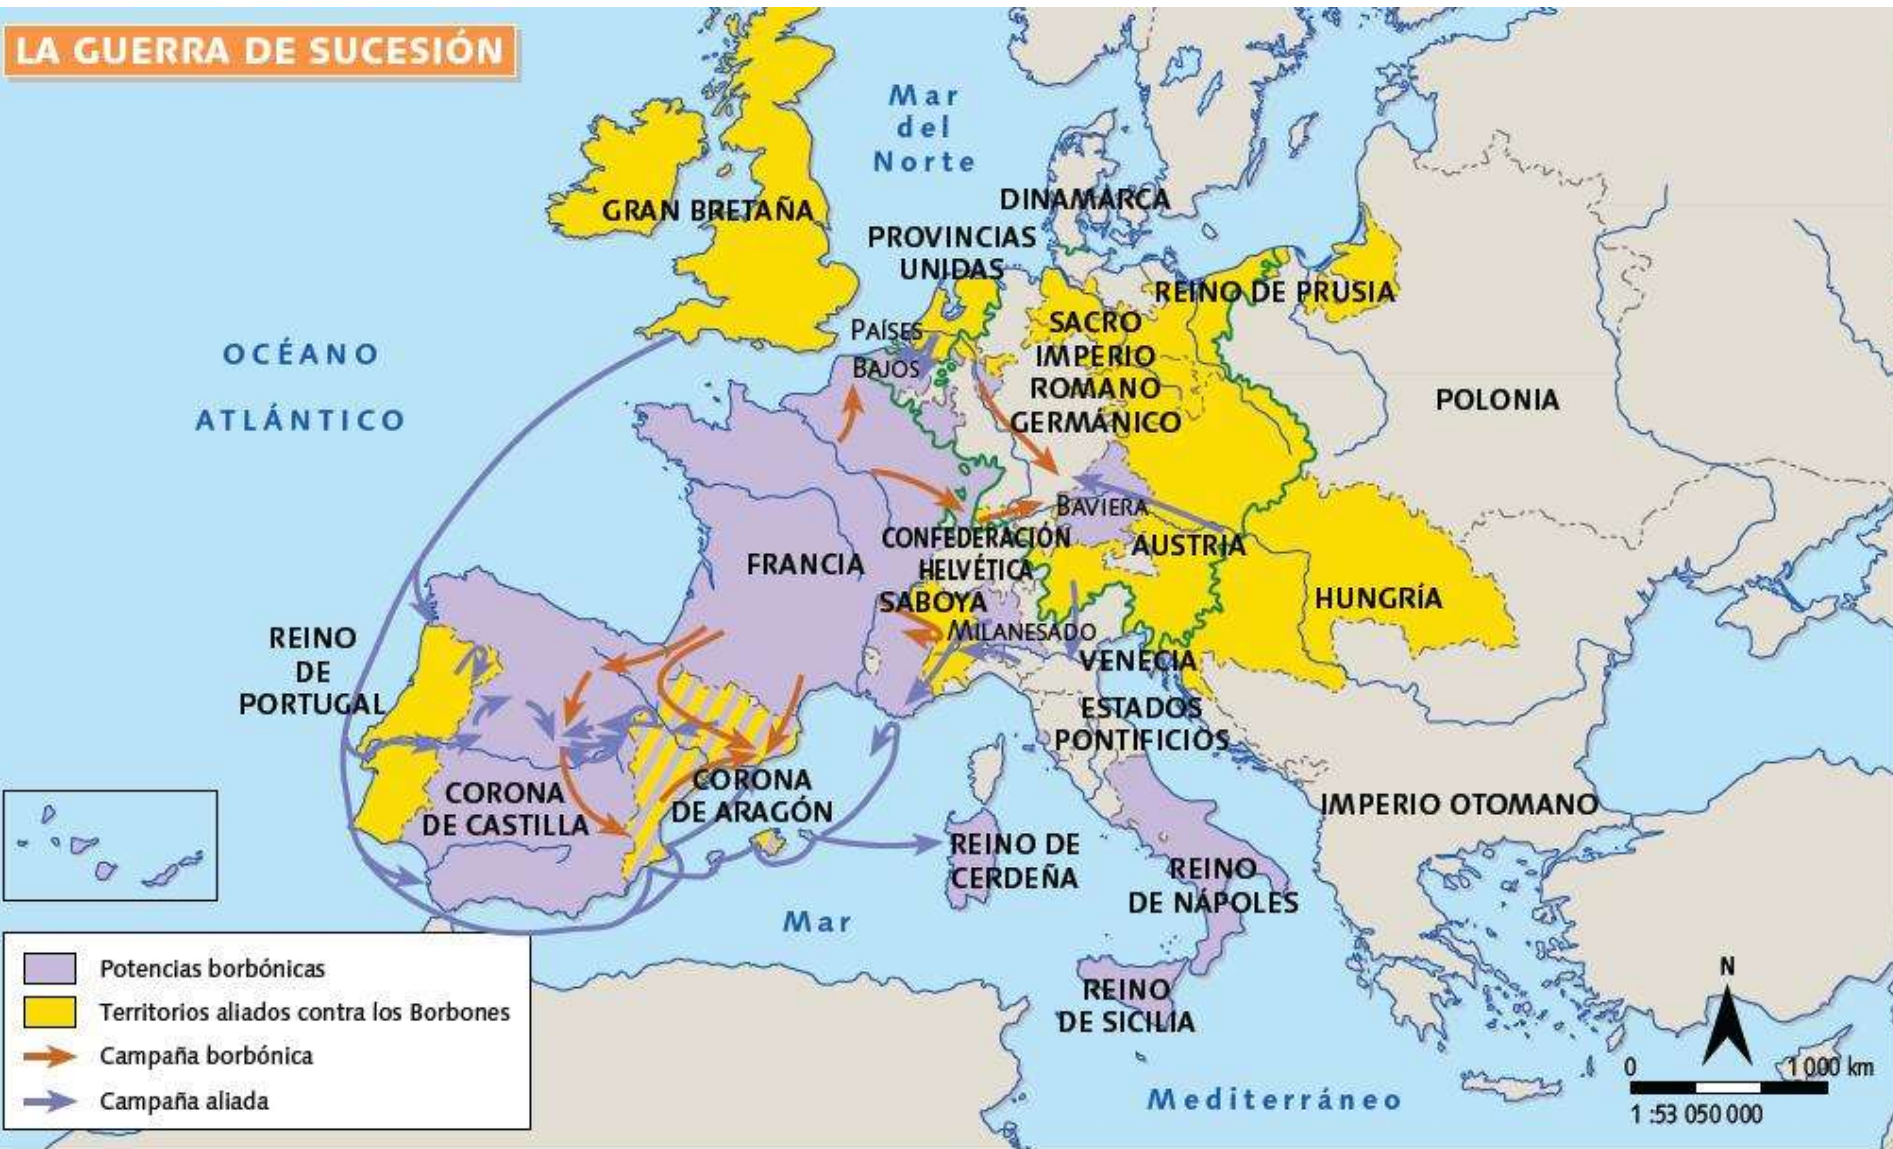 LA GUERRA DE SUCESIÓN
Mar
del
Norte
DINAMARCA
GRAN BRETAÑA
PROVINCIAS
UNIDAS
REINO DE PRUSIA
PAÍSES
BAJOS
SACRO
IMPERIO
ROMANO
GERMÁNICO
OCÉANO
ATLÁNTICO
POLONIA
BAVIERA
CONFEDERACIÓN
HELVÉTICA
AUSTRIA
FRANCIA
HUNGRÍA
SABOYA
MILANESADO
VENECIA
REINO
DE
PORTUGAL
ESTADOS
PONTIFICIOS
CORONA
DE CASTILLA
CORONA
DE ARAGÓN
IMPERIO OTOMANO
REINO DE
CERDEÑA
REINO
DE NÁPOLES
Mar
REINO
DE SICILIA
Mediterráneo
Potencias borbónicas
Territorios aliados contra los Borbones
Campaña borbónica
Campaña aliada
N
0 1 000 km
1 :53 050 000